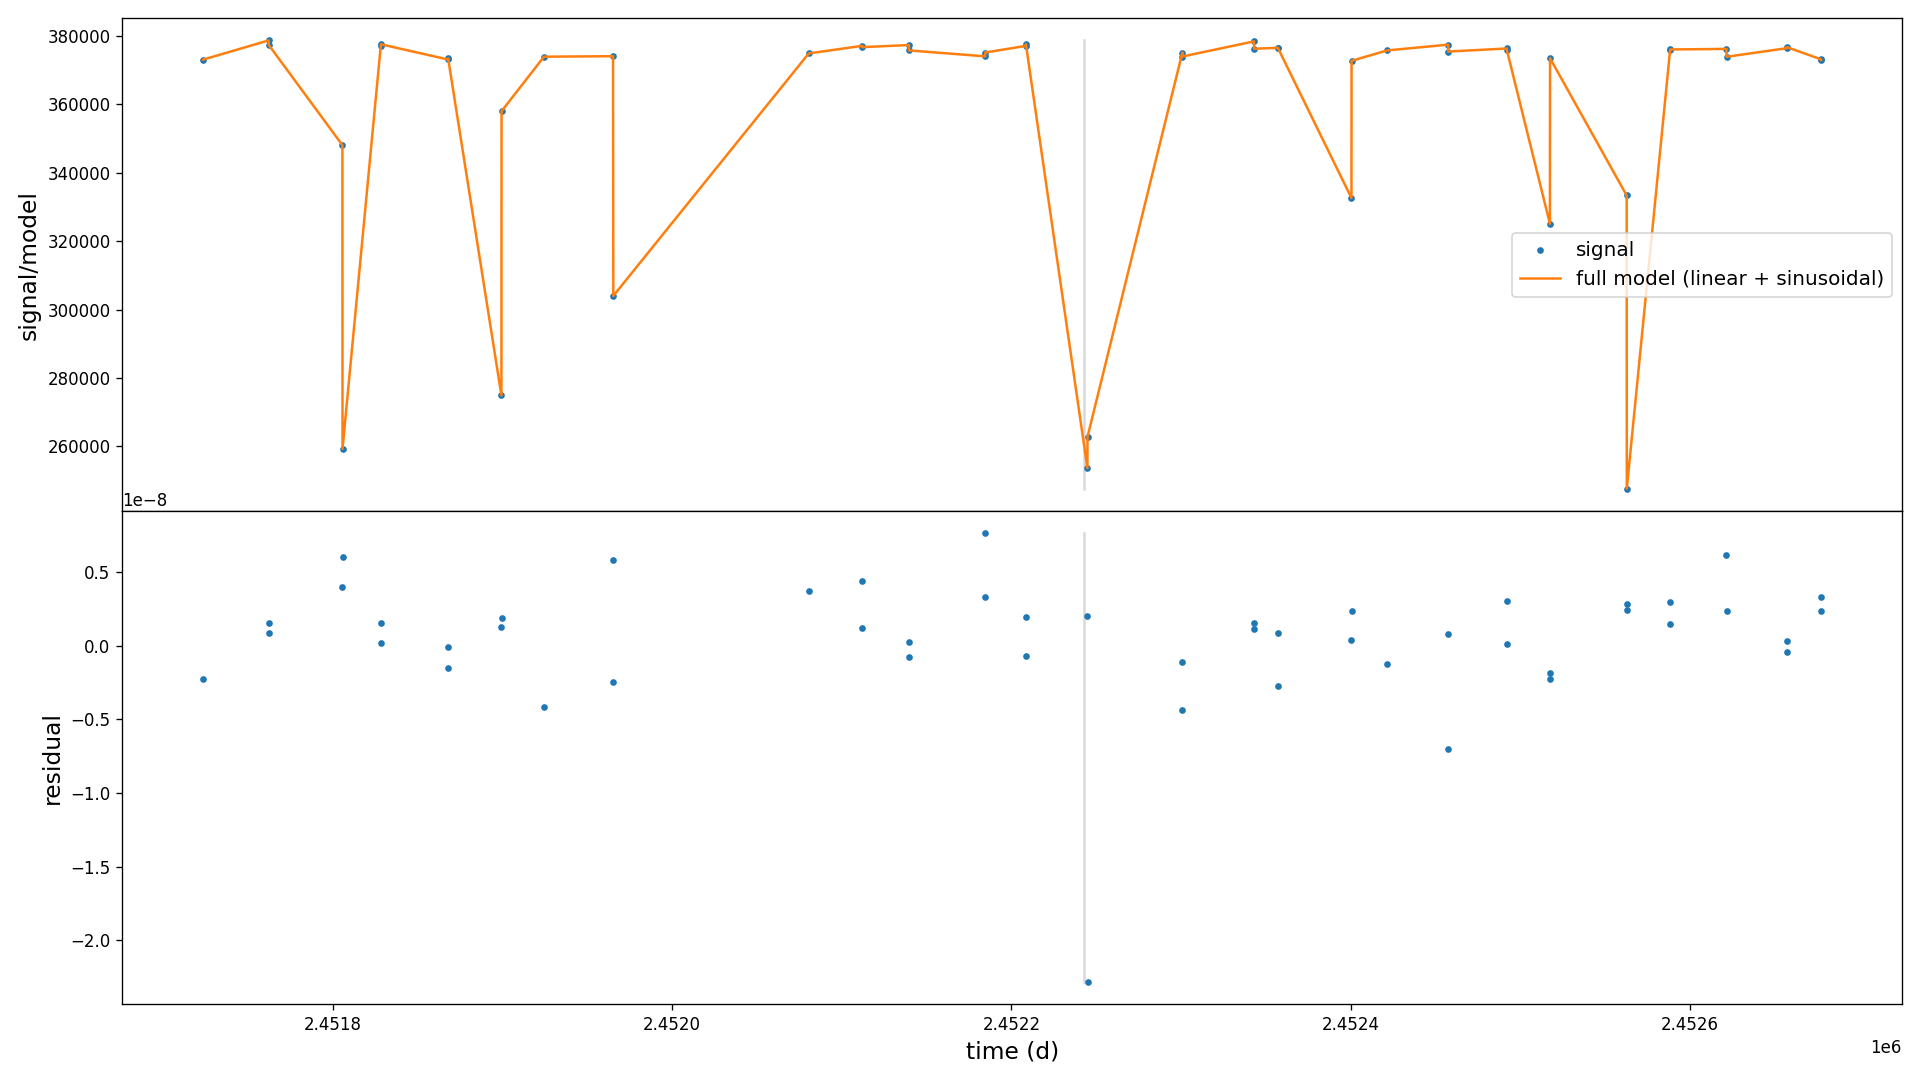 380000
360000
340000
320000
300000
280000
260000
signal/model
signal
full model (linear + sinusoidal)
1e−8
0.5
0.0
−0.5
−1.0
−1.5
−2.0
residual
2.4518
2.4520
2.4522
2.4524
2.4526
time (d)
1e6